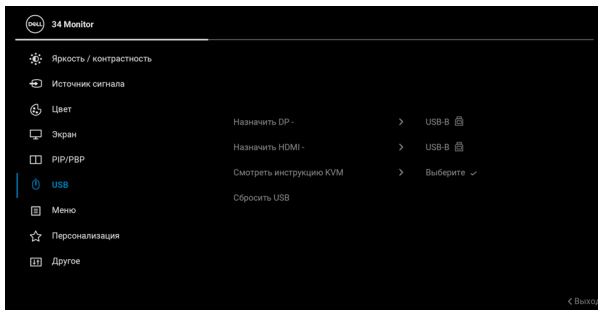 DELL 34 Monitor
Яркость / контрастность
Источник сигнала
Цвет
Назначить DP - USB-B
Экран
Назначить HDMI - USB-B
PIP/PBP
Смотреть инструкцию KVM Выберите
USB
Сбросить USB
Меню
Персонализация
Другое
Выход